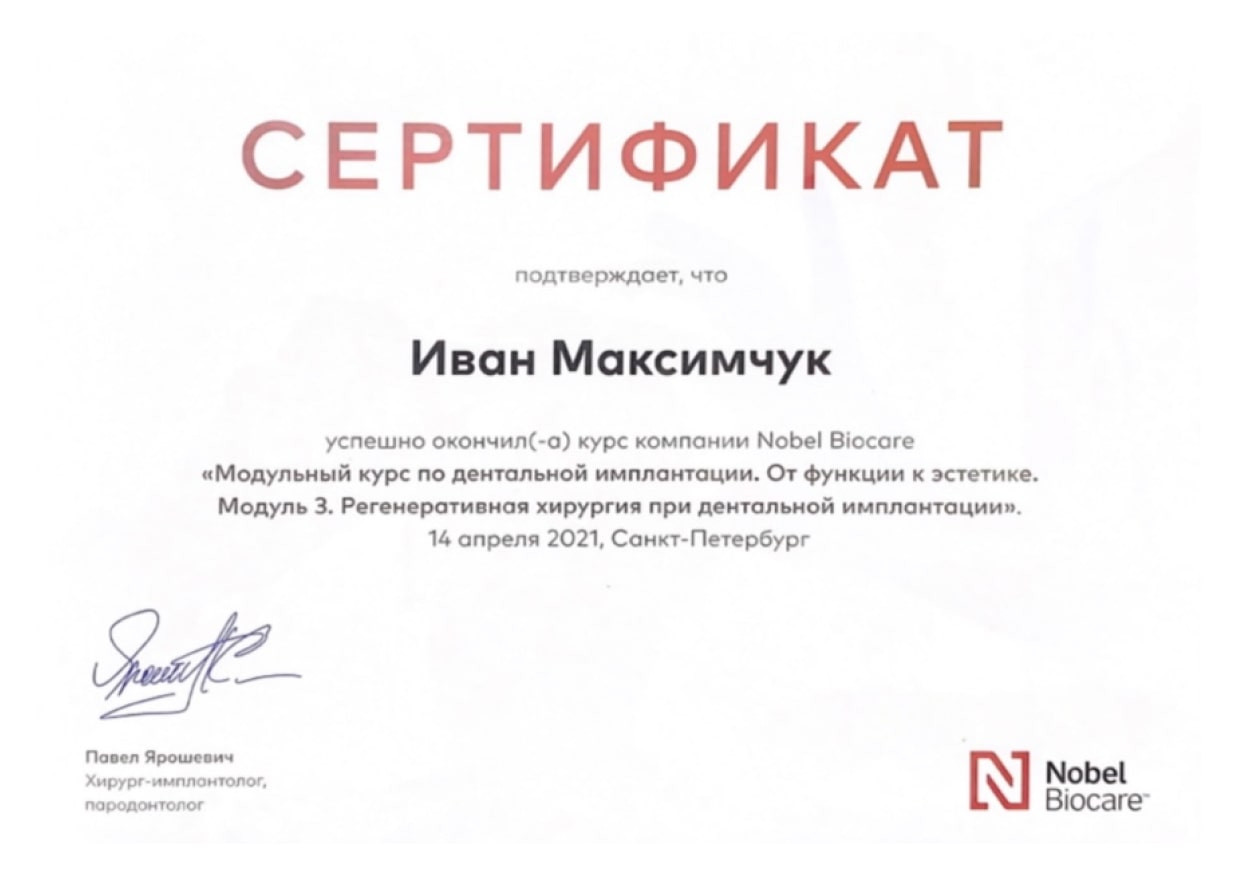 СЕРТИФИКАТ
подтверждает, что
Иван Максимчук
успешно окончил(-а) курс компании Nobel Biocare
«Модульный курс по дентальной имплантации. От функции к эстетике.
Модуль 3. Регенеративная хирургия при дентальной имплантации».
14 апреля 2021, Санкт-Петербург
Павел Ярошевич
Хирург-имплантолог,
пародонтолог
Nobel
Biocare™